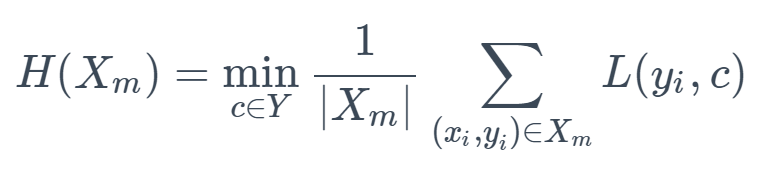 $H(X_m) = \min_{c \in Y} \frac{1}{|X_m|} \sum_{(x_i, y_i) \in X_m} L(y_i, c)$